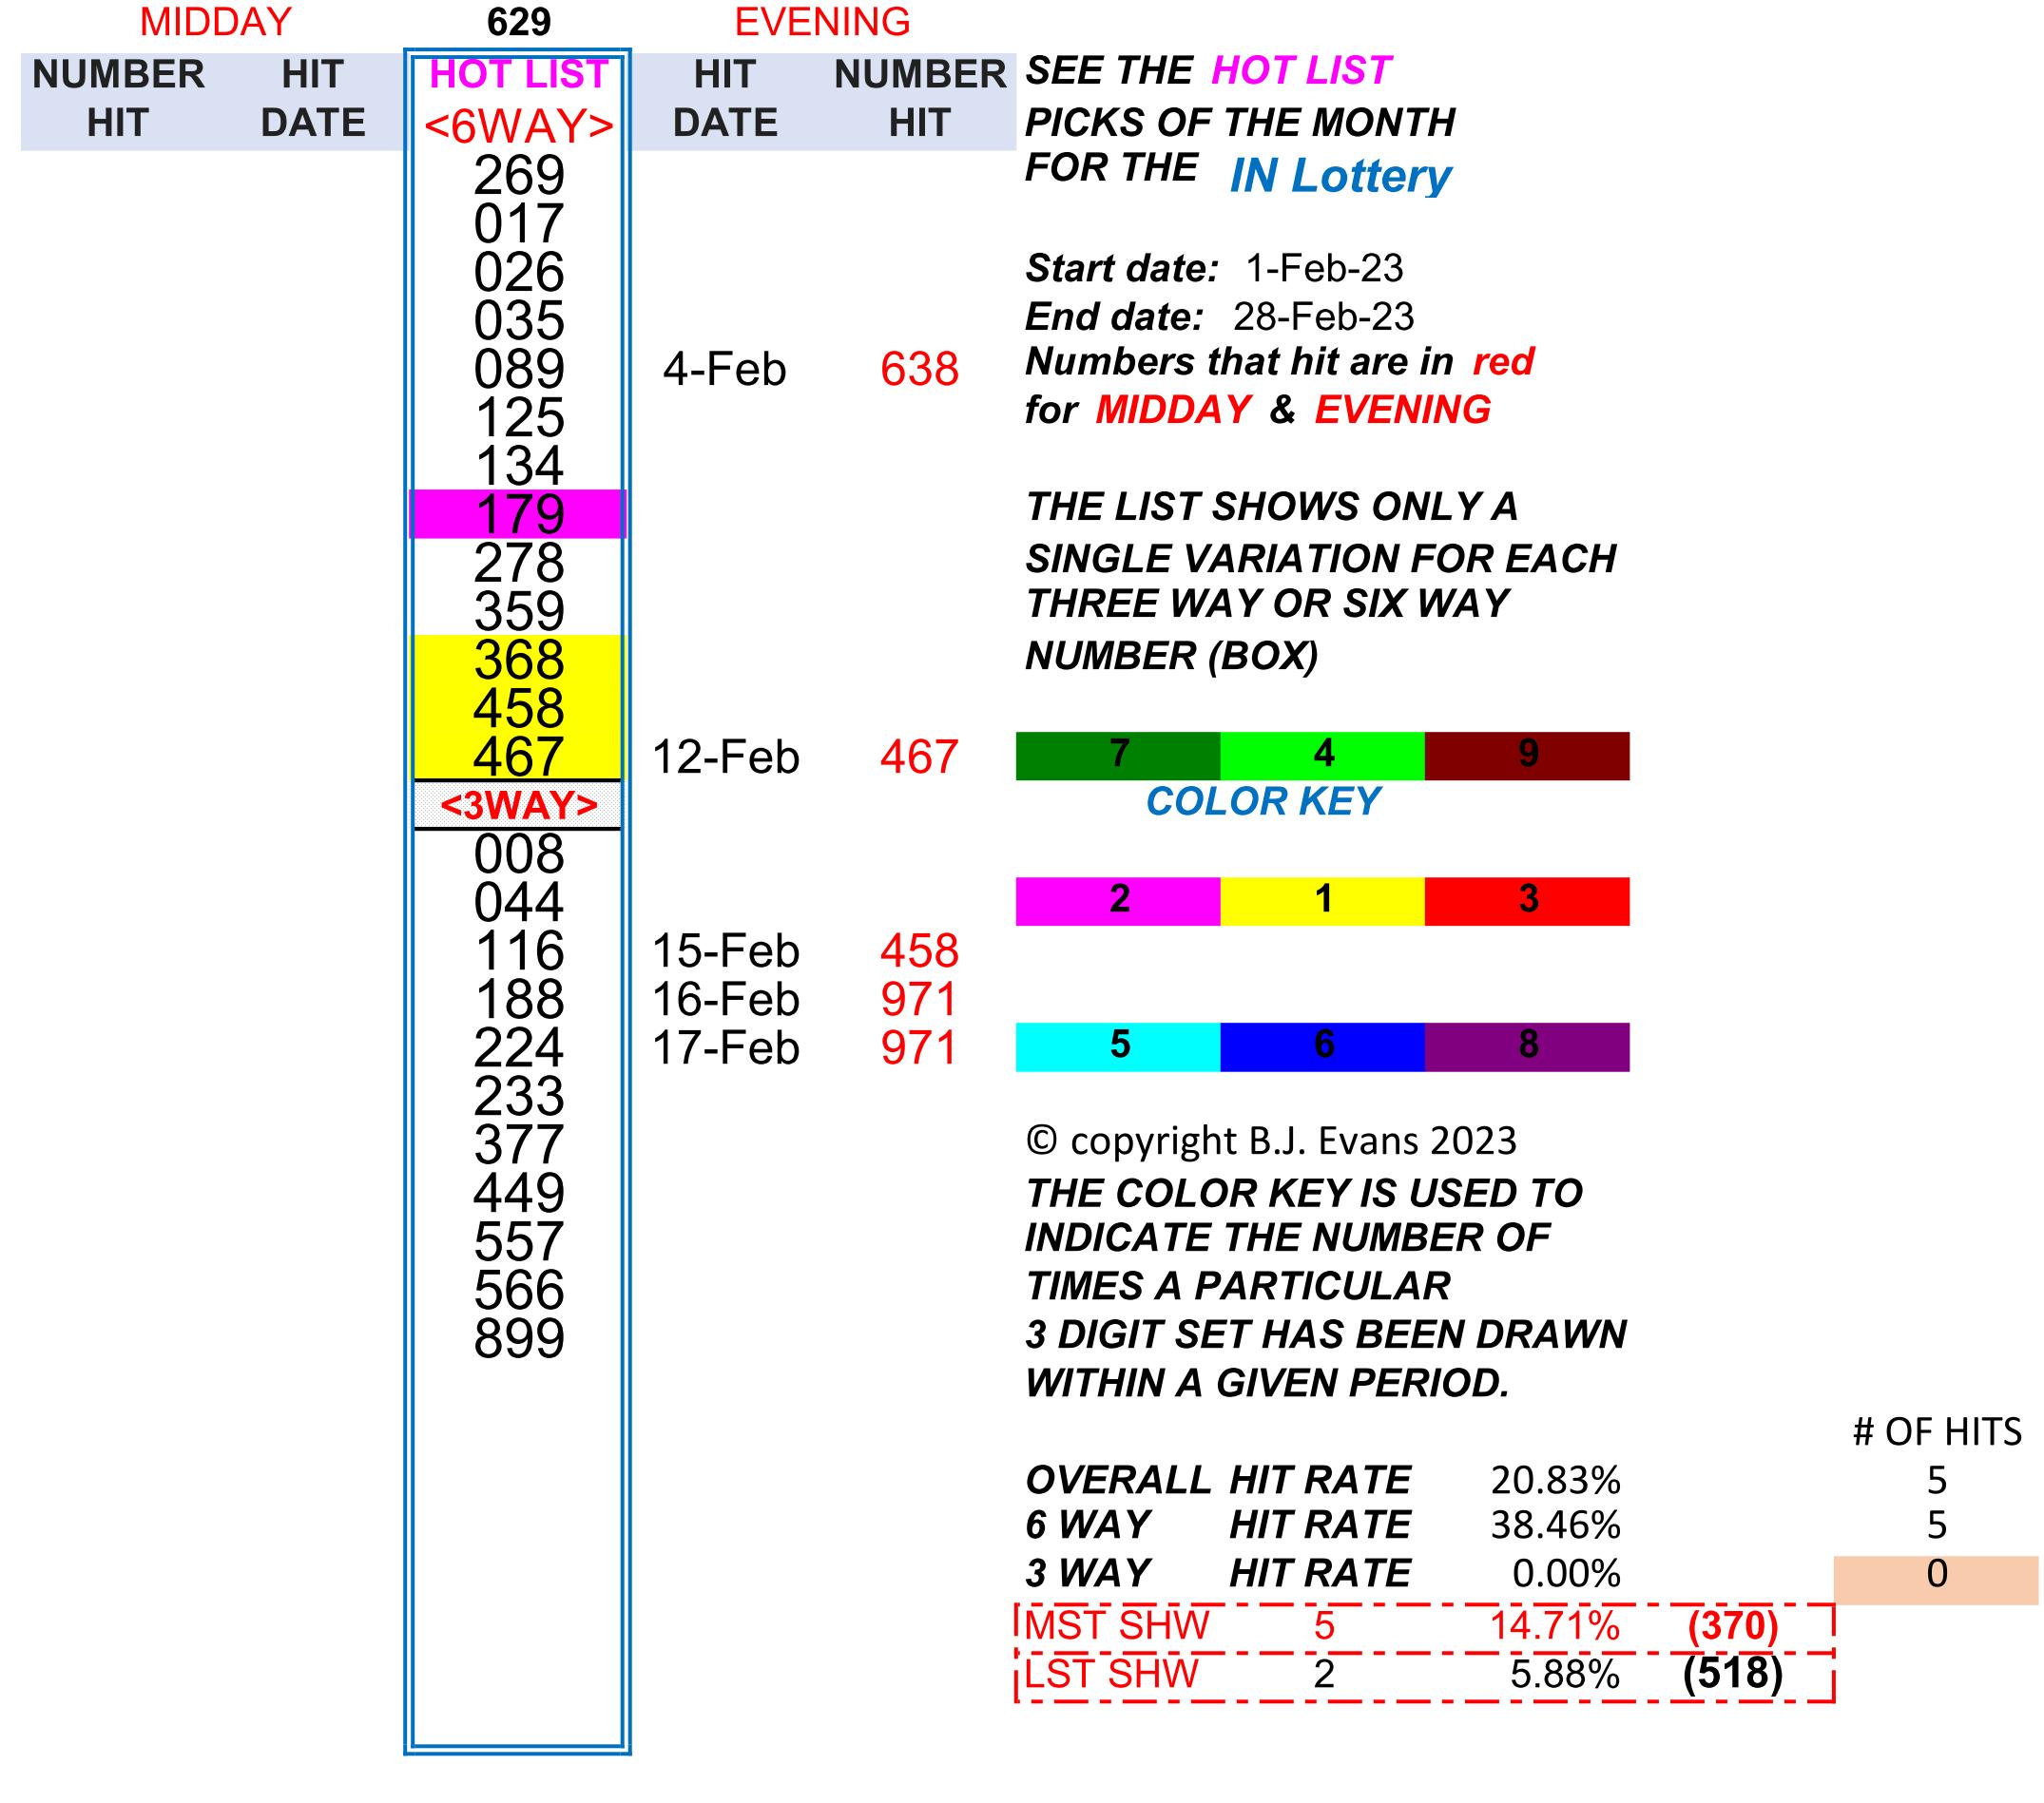 MIDDAY 629 EVENING
NUMBER HIT HOT LIST HIT NUMBER SEE THE HOT LIST
HIT DATE <6WAY> DATE HIT PICKS OF THE MONTH
269 FOR THE IN Lottery
017
026 Start date: 1-Feb-23
035 End date: 28-Feb-23
089 4-Feb 638 Numbers that hit are in red
125 for MIDDAY & EVENING
134
179 THE LIST SHOWS ONLY A
278 SINGLE VARIATION FOR EACH
359 THREE WAY OR SIX WAY
368 NUMBER (BOX)
458
467 12-Feb 467 7 4 9
<3WAY> COLOR KEY
008
044 2 1 3
116 15-Feb 458
188 16-Feb 971
224 17-Feb 971 5 6 8
233
377 © copyright B.J. Evans 2023
449 THE COLOR KEY IS USED TO
557 INDICATE THE NUMBER OF
566 TIMES A PARTICULAR
899 3 DIGIT SET HAS BEEN DRAWN
WITHIN A GIVEN PERIOD.
# OF HITS
OVERALL HIT RATE 20.83% 5
6 WAY HIT RATE 38.46% 5
3 WAY HIT RATE 0.00% 0
MST SHW 5 14.71% (370)
LST SHW 2 5.88% (518)